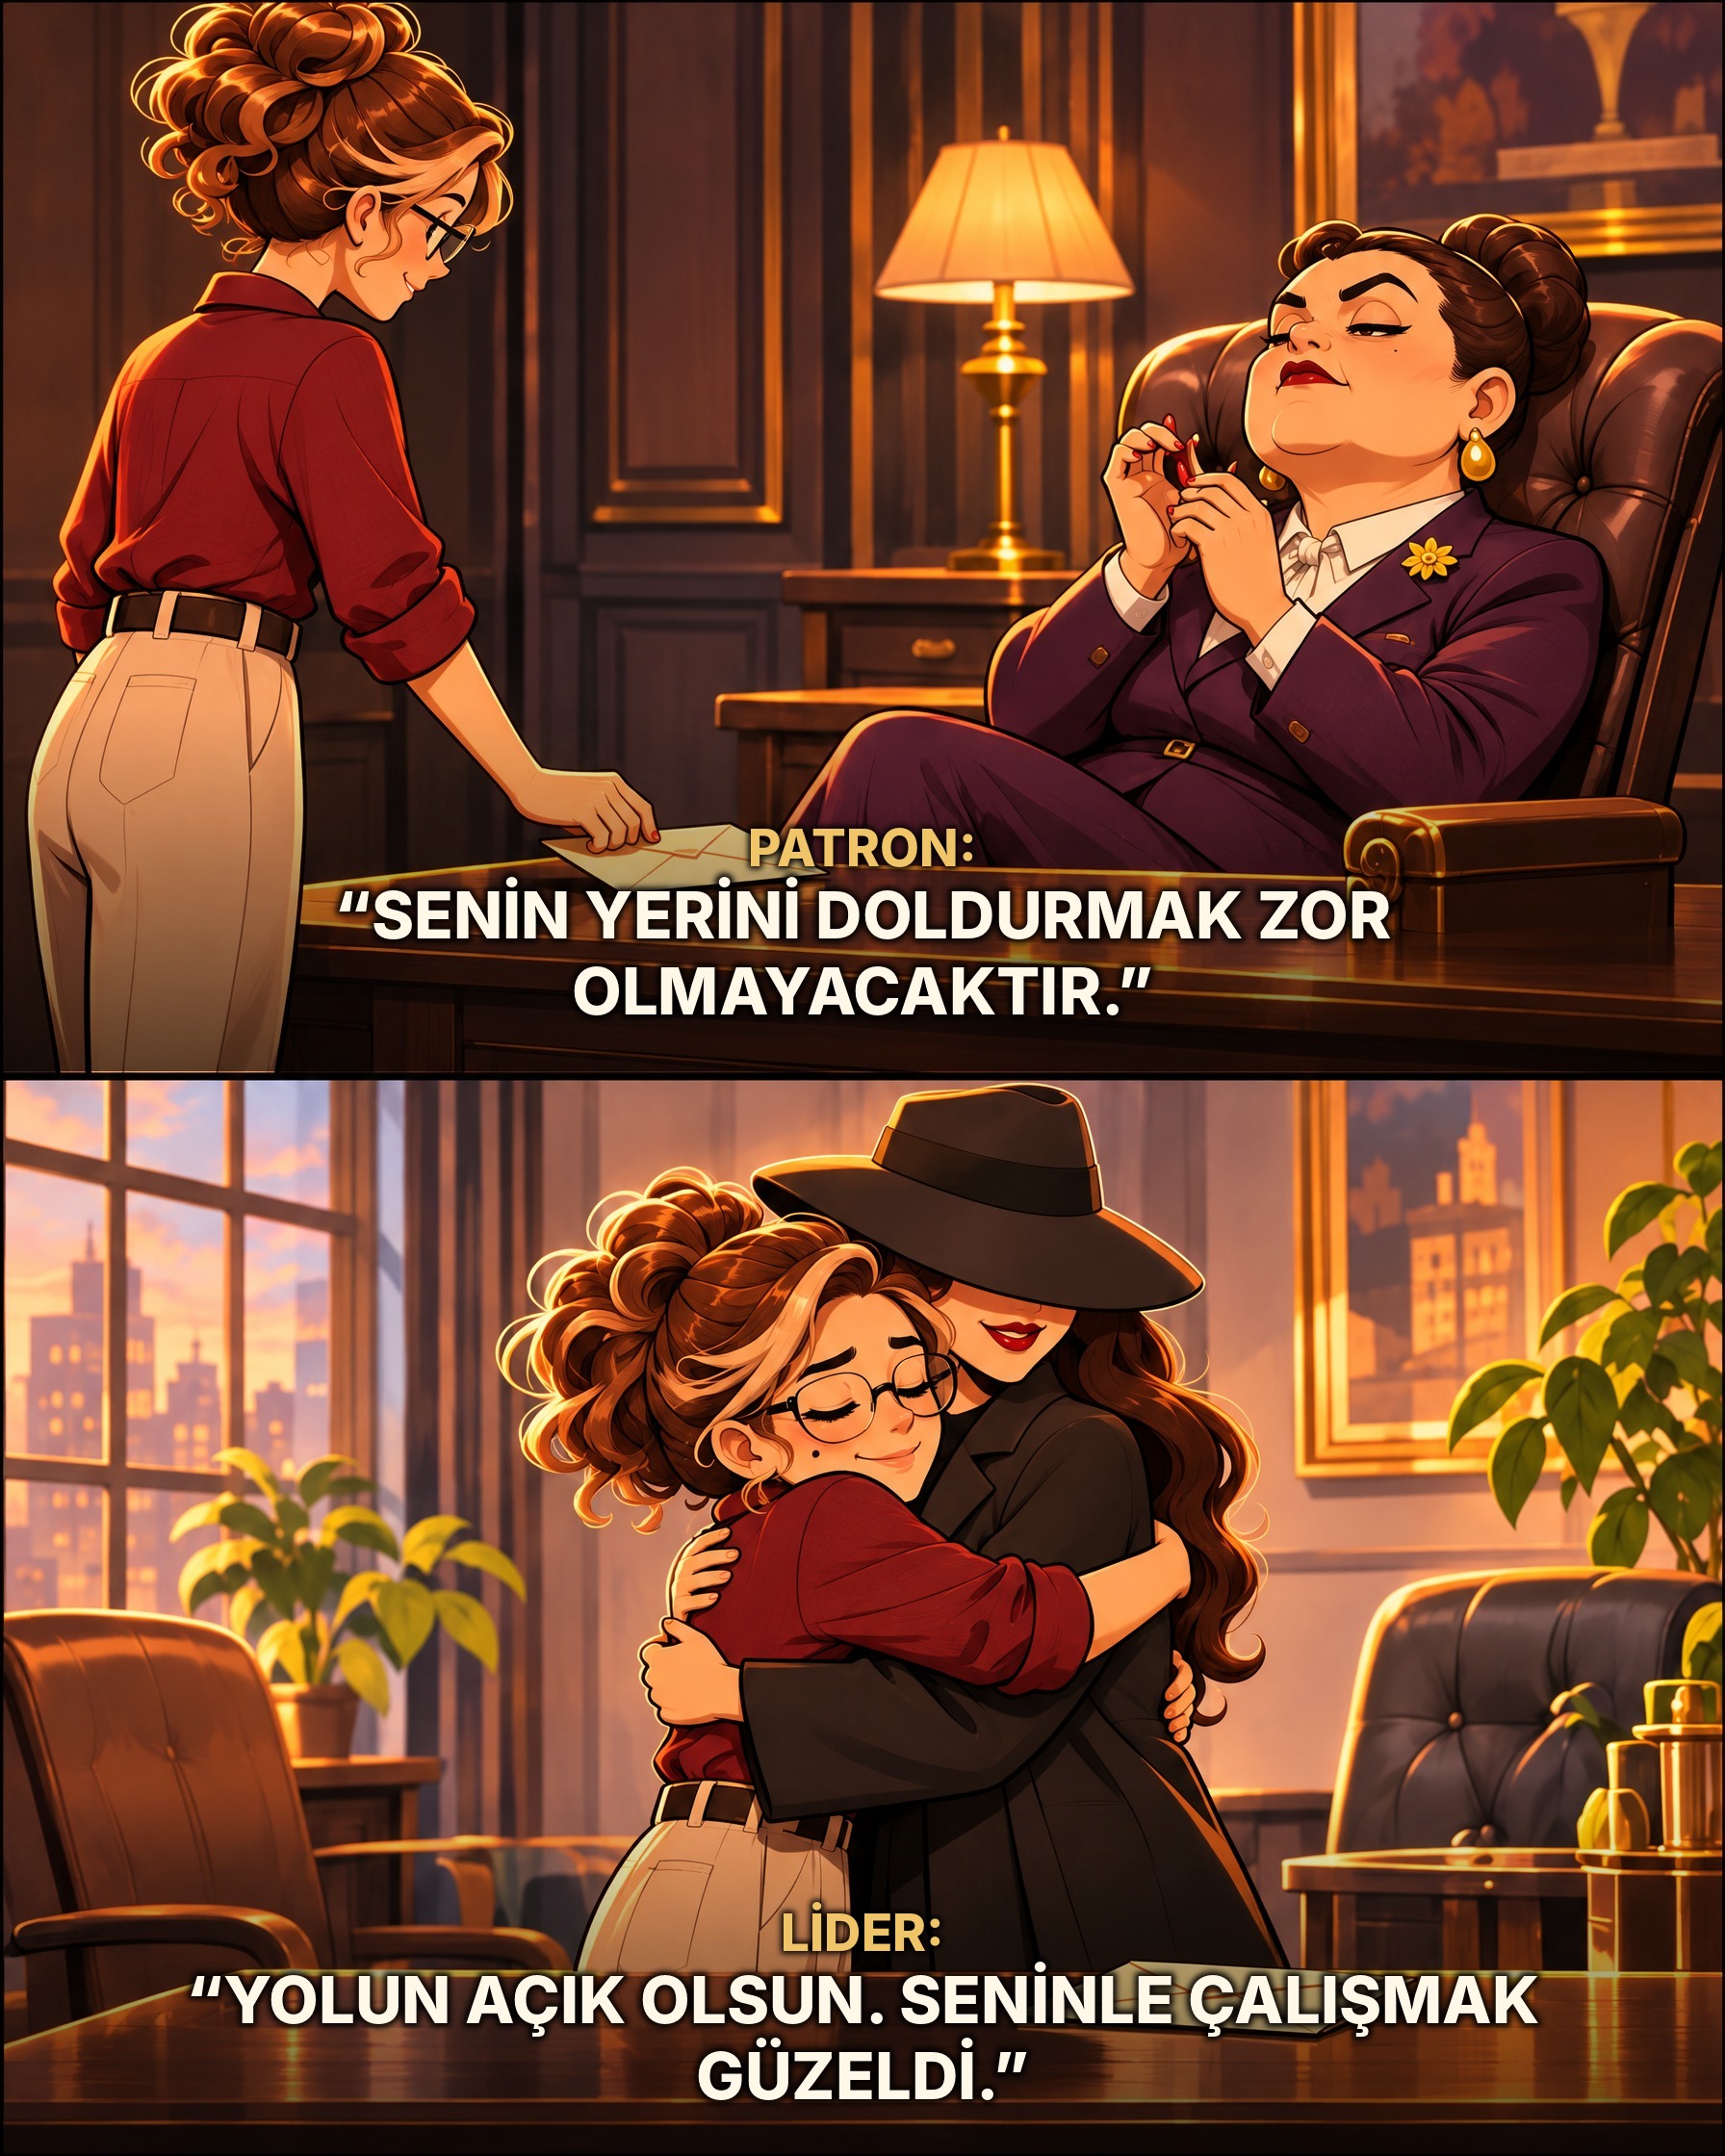 PATRON:
“SENİN YERİNİ DOLDURMAK ZOR
OLMAYACAKTIR.”
LİDER:
“YOLUN AÇIK OLSUN. SENİNLE ÇALIŞMAK
GÜZELDİ.”